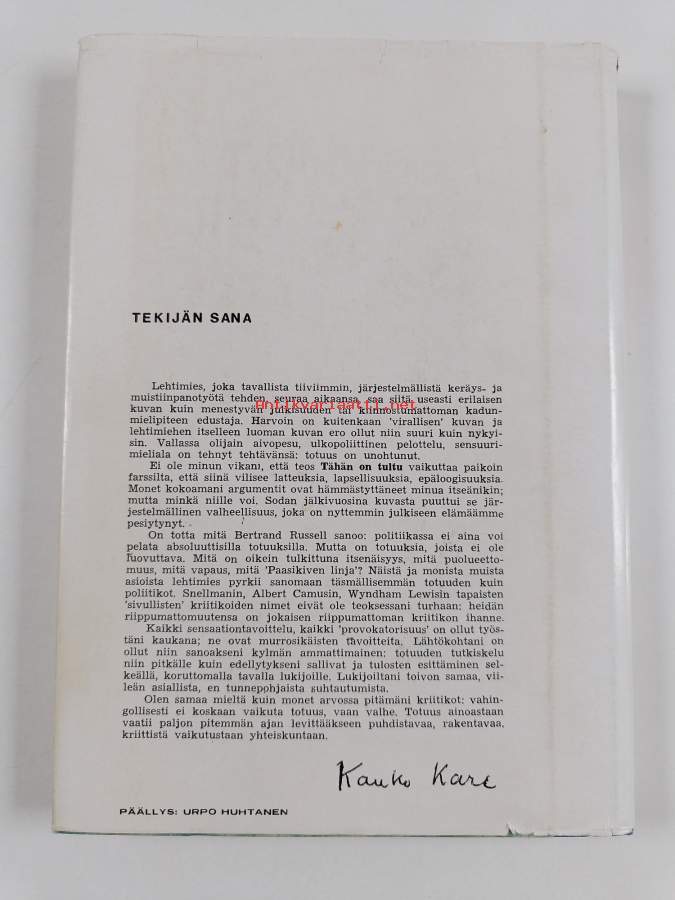 TEKIJÄN SANA
Lehtimies, joka tavallista tiiviimmin, järjestelmällistä keräys- ja
muistiinpanotyötä tehden, seuraa aikaansa, saa siitä useasti erilaisen
Antikvariaatti.net
kuvan kuin menestyvän julkisuuden tai kiinnostumattoman kadun-
mielipiteen edustaja. Harvoin on kuitenkaan 'virallisen' kuvan ja
lehtimiehen itselleen luoman kuvan ero ollut niin suuri kuin nykyi-
sin. Vallassa olijain aivopesu, ulkopoliittinen pelottelu, sensuuri-
mieliala on tehnyt tehtävänsä: totuus on unohtunut.
Ei ole minun vikani, että teos Tähän on tultu vaikuttaa paikoin
farssilta, että siinä vilisee latteuksia, lapsellisuuksia, epäloogisuuksia.
Monet kokoamani argumentit ovat hämmästyttäneet minua itseänikin;
mutta minkä niille voi. Sodan jälkivuosina kuvasta puuttui se jär-
jestelmällinen valheellisuus, joka on nyttemmin julkiseen elämäämme
pesiytynyt.
On totta mitä Bertrand Russell sanoo: politiikassa ei aina voi
pelata absoluuttisilla totuuksilla. Mutta on totuuksia, joista ei ole
luovuttava. Mitä on oikein tulkittuna itsenäisyys, mitä puolueetto-
muus, mitä vapaus, mitä 'Paasikiven linja'? Näistä ja monista muista
asioista lehtimies pyrkii sanomaan täsmällisemmän totuuden kuin
poliitikot. Snellmanin, Albert Camusin, Wyndham Lewisin tapaisten
'sivullisten' kriitikoiden nimet eivät ole teoksessani turhaan: heidän
riippumattomuutensa on jokaisen riippumattoman kriitikon ihanne.
Kaikki sensaationtavoittelu, kaikki 'provokatorisuus' on ollut työs-
täni kaukana; ne ovat murrosikäisten tavoitteita. Lähtökohtani on
ollut niin sanoakseni kylmän ammattimainen: totuuden tutkiskelu
niin pitkälle kuin edellytykseni sallivat ja tulosten esittäminen sel-
keällä, koruttomalla tavalla lukijoille. Lukijoiltani toivon samaa, vii-
leän asiallista, en tunnepohjaista suhtautumista.
Olen samaa mieltä kuin monet arvossa pitämäni kriitikot: vahin-
gollisesti ei koskaan vaikuta totuus, vaan valhe. Totuus ainoastaan
vaatii paljon pitemmän ajan levittääkseen puhdistavaa, rakentavaa,
kriittistä vaikutustaan yhteiskuntaan.
Kauko Kare
PÄÄLLYS: URPO HUHTANEN